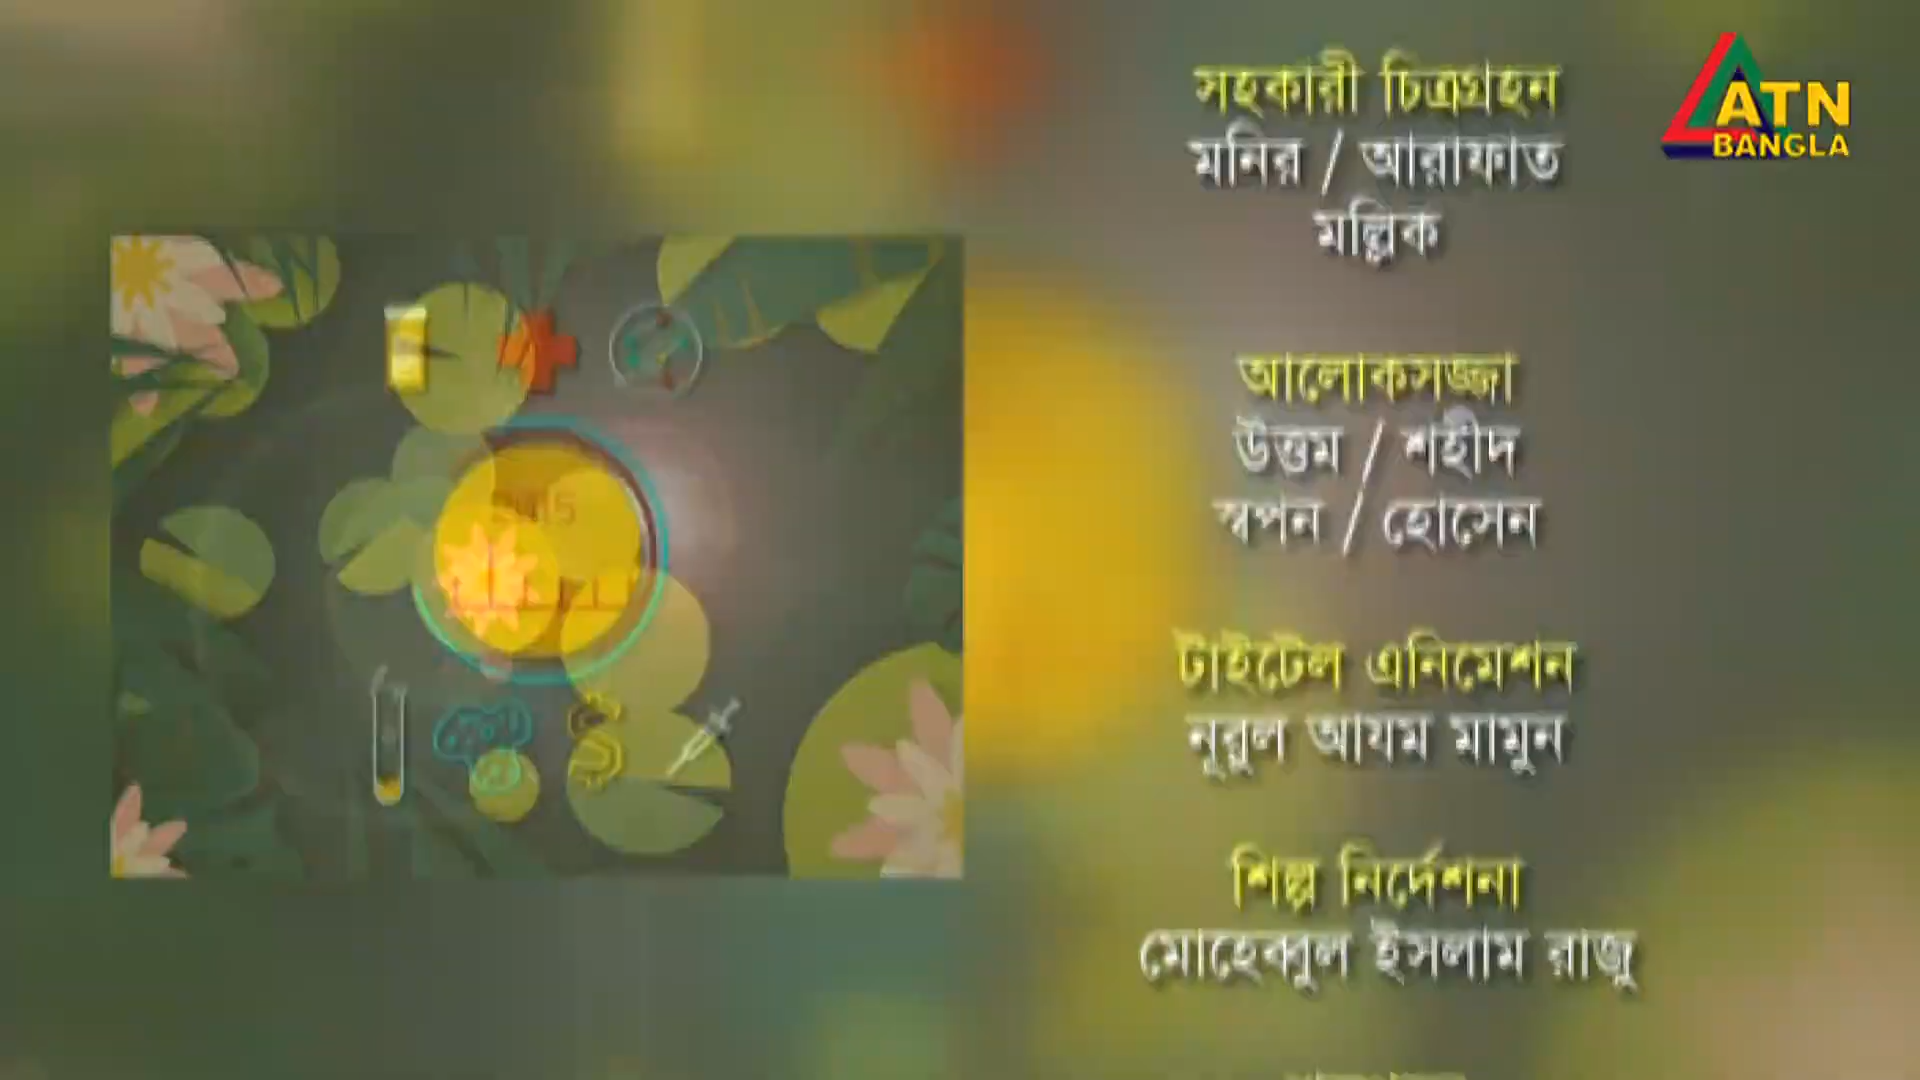 ATN
BANGLA
সহকারী চিত্রগ্রহন
মনির / আরাফাত
মল্লিক
আলোকসজ্জা
উত্তম / শহীদ
স্বপন / হোসেন
টাইটেল এনিমেশন
নূরুল আযম মামুন
শিল্প নির্দেশনা
মোহেব্বুল ইসলাম রাজু